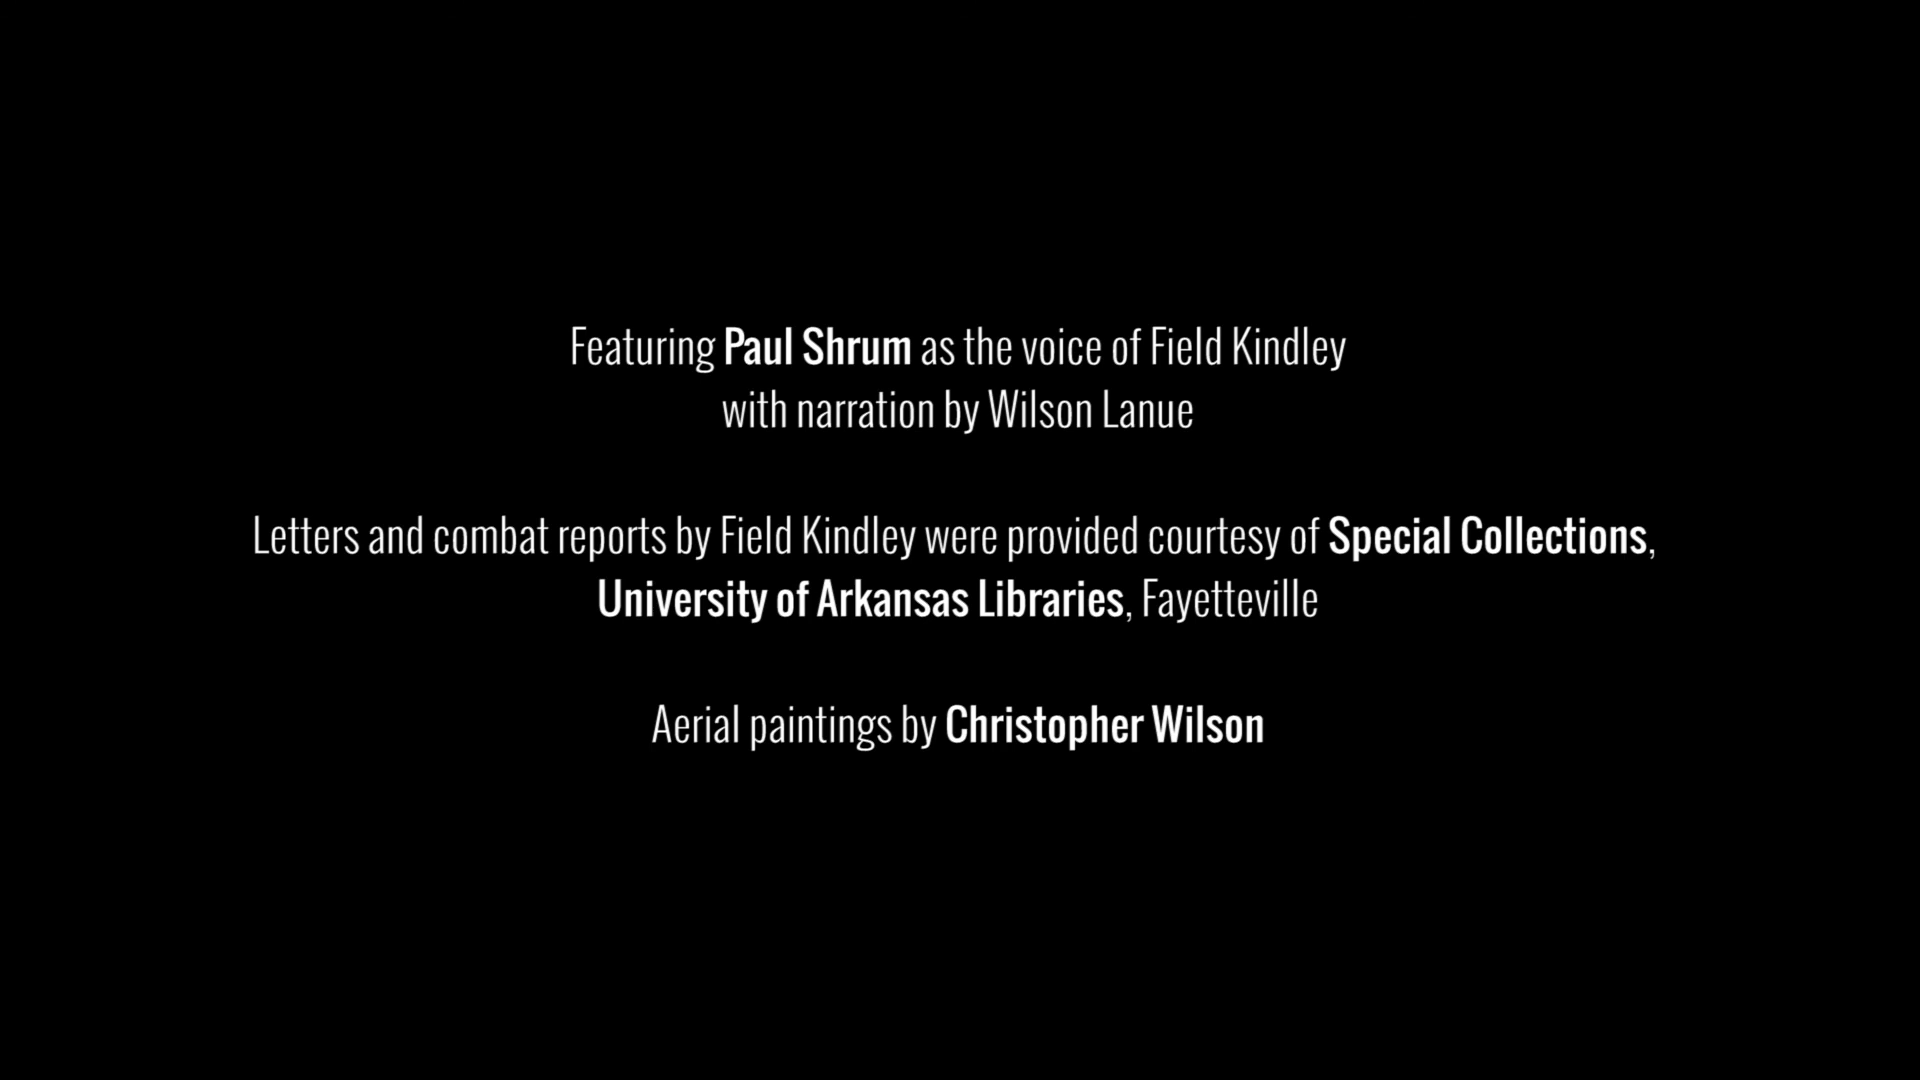 Featuring Paul Shrum as the voice of Field Kindley
with narration by Wilson Lanue
Letters and combat reports by Field Kindley were provided courtesy of Special Collections,
University of Arkansas Libraries, Fayetteville
Aerial paintings by Christopher Wilson